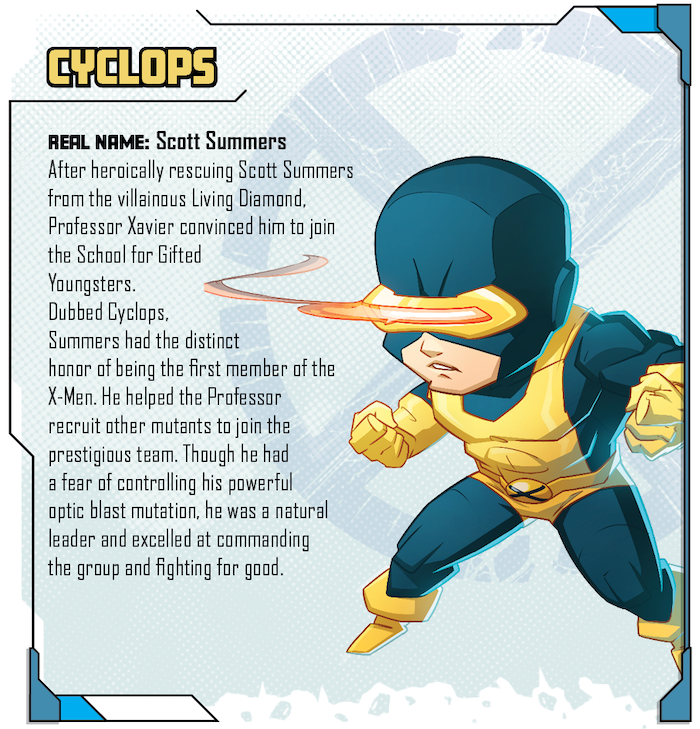 CYCLOPS
REAL NAME: Scott Summers
After heroically rescuing Scott Summers
from the villainous Living Diamond,
Professor Xavier convinced him to join
the School for Gifted
Youngsters.
Dubbed Cyclops,
Summers had the distinct
honor of being the first member of the
X-Men. He helped the Professor
recruit other mutants to join the
prestigious team. Though he had
a fear of controlling his powerful
optic blast mutation, he was a natural
leader and excelled at commanding
the group and fighting for good.